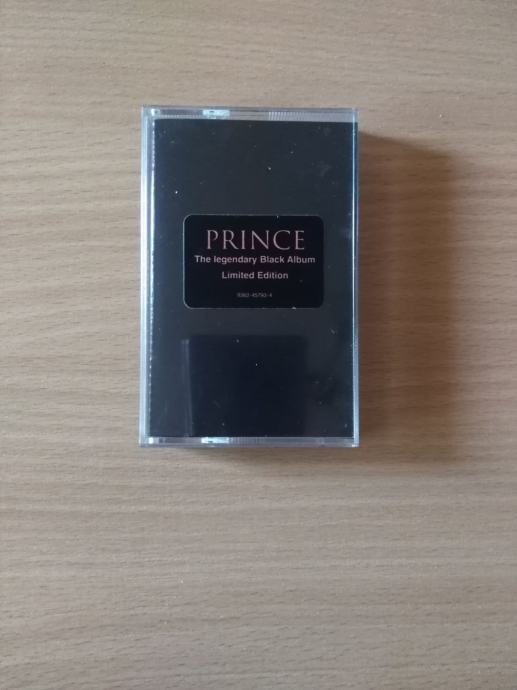 PRINCE
The legendary Black Album
Limited Edition
9362-45793-4